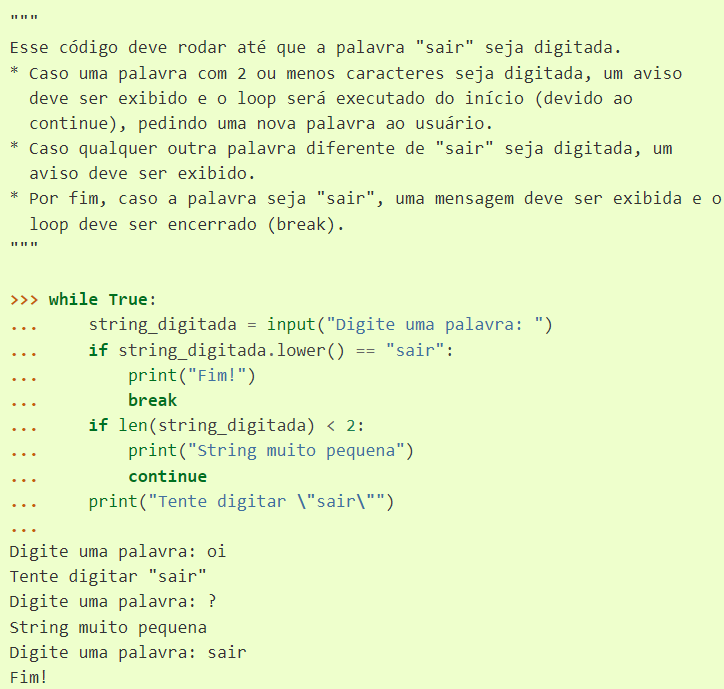 """
Esse código deve rodar até que a palavra "sair" seja digitada.
* Caso uma palavra com 2 ou menos caracteres seja digitada, um aviso
  deve ser exibido e o loop será executado do início (devido ao
  continue), pedindo uma nova palavra ao usuário.
* Caso qualquer outra palavra diferente de "sair" seja digitada, um
  aviso deve ser exibido.
* Por fim, caso a palavra seja "sair", uma mensagem deve ser exibida e o
  loop deve ser encerrado (break).
"""

>>> while True:
...     string_digitada = input("Digite uma palavra: ")
...     if string_digitada.lower() == "sair":
...         print("Fim!")
...         break
...     if len(string_digitada) < 2:
...         print("String muito pequena")
...         continue
...     print("Tente digitar \"sair\"")
...
Digite uma palavra: oi
Tente digitar "sair"
Digite uma palavra: ?
String muito pequena
Digite uma palavra: sair
Fim!